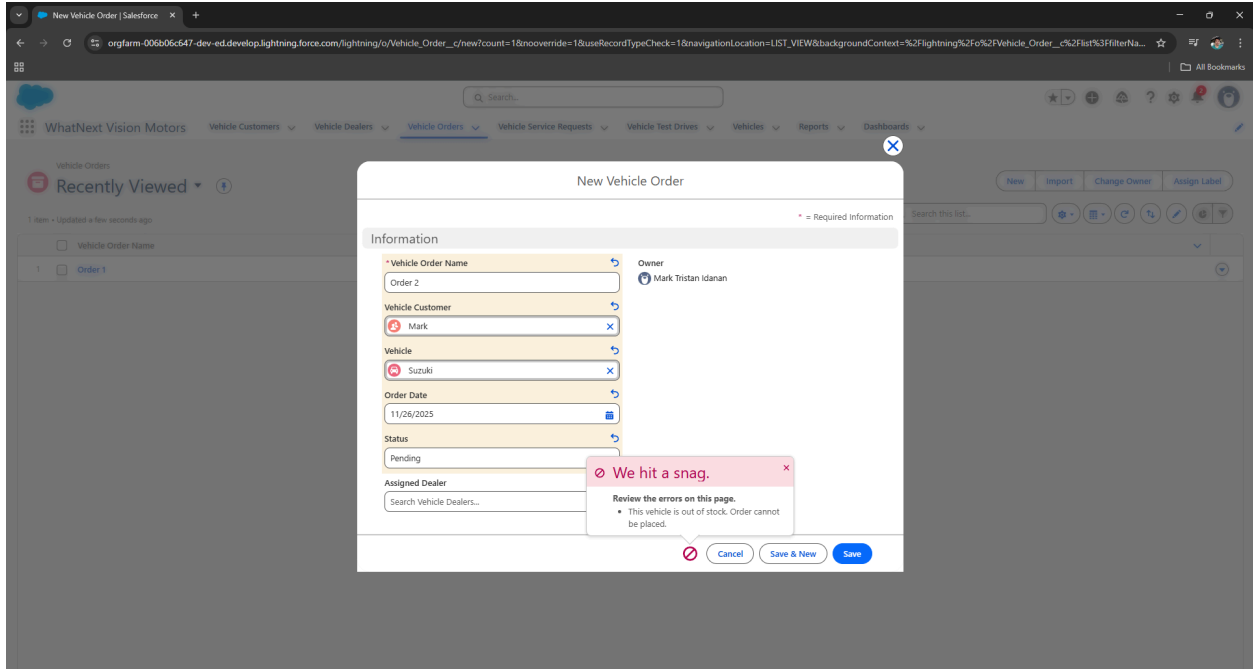 New Vehicle Order | Salesforce
orgfarm-006b06c647-dev-ed.develop.lightning.force.com/lightning/o/Vehicle_Order__c/new?count=1&nooverride=1&useRecordTypeCheck=1&navigationLocation=LIST_VIEW&backgroundContext=%2Flightning%2Fo%2FVehicle_Order__c%2Flist%3FfilterNa...
All Bookmarks
Search...
WhatNext Vision Motors Vehicle Customers Vehicle Dealers Vehicle Orders Vehicle Service Requests Vehicle Test Drives Vehicles Reports Dashboards
Vehicle Orders
Recently Viewed
New Import Change Owner Assign Label
1 item • Updated a few seconds ago
Search this list...
Vehicle Order Name
1 Order 1
New Vehicle Order
* = Required Information
Information
* Vehicle Order Name
Order 2
Owner
Mark Tristan Idanan
Vehicle Customer
Mark
Vehicle
Suzuki
Order Date
11/26/2025
Status
Pending
Assigned Dealer
Search Vehicle Dealers...
We hit a snag.
Review the errors on this page.
• This vehicle is out of stock. Order cannot
be placed.
Cancel Save & New Save